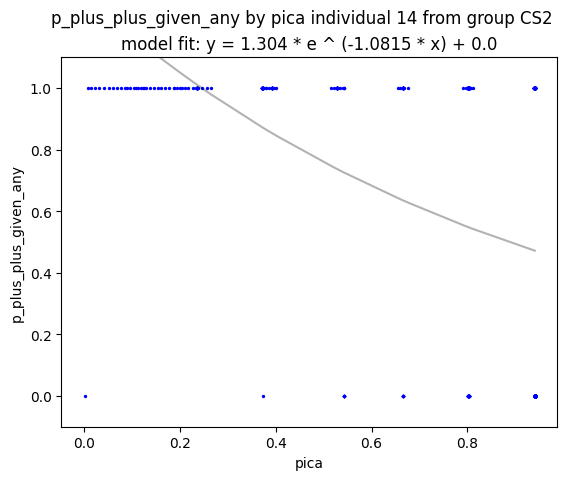 p_plus_plus_given_any by pica individual 14 from group CS2
model fit: y = 1.304 * e ^ (-1.0815 * x) + 0.0
1.0
0.8
0.6
0.4
0.2
0.0
p_plus_plus_given_any
0.0 0.2 0.4 0.6 0.8
pica